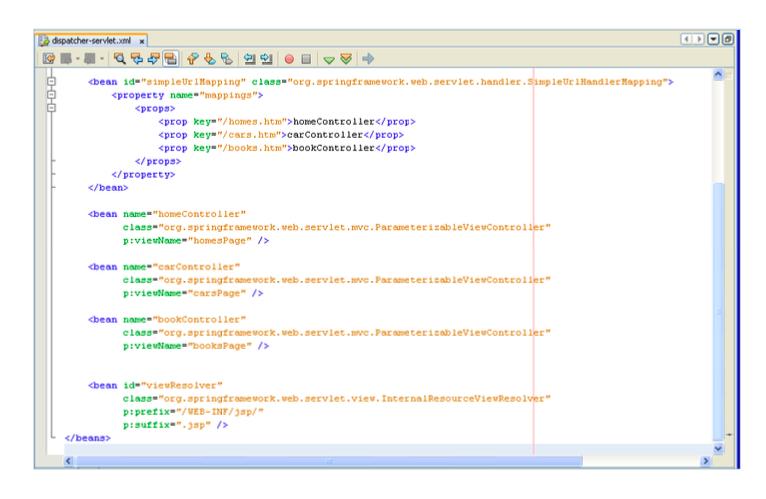 dispatcher-servlet.xml
<bean id="simpleUrlMapping" class="org.springframework.web.servlet.handler.SimpleUrlHandlerMapping">
<property name="mappings">
<props>
<prop key="/homes.htm">homeController</prop>
<prop key="/cars.htm">carController</prop>
<prop key="/books.htm">bookController</prop>
</props>
</property>
</bean>
<bean name="homeController"
class="org.springframework.web.servlet.mvc.ParameterizableViewController"
p:viewName="homesPage" />
<bean name="carController"
class="org.springframework.web.servlet.mvc.ParameterizableViewController"
p:viewName="carsPage" />
<bean name="bookController"
class="org.springframework.web.servlet.mvc.ParameterizableViewController"
p:viewName="booksPage" />
<bean id="viewResolver"
class="org.springframework.web.servlet.view.InternalResourceViewResolver"
p:prefix="/WEB-INF/jsp/"
p:suffix=".jsp" />
</beans>